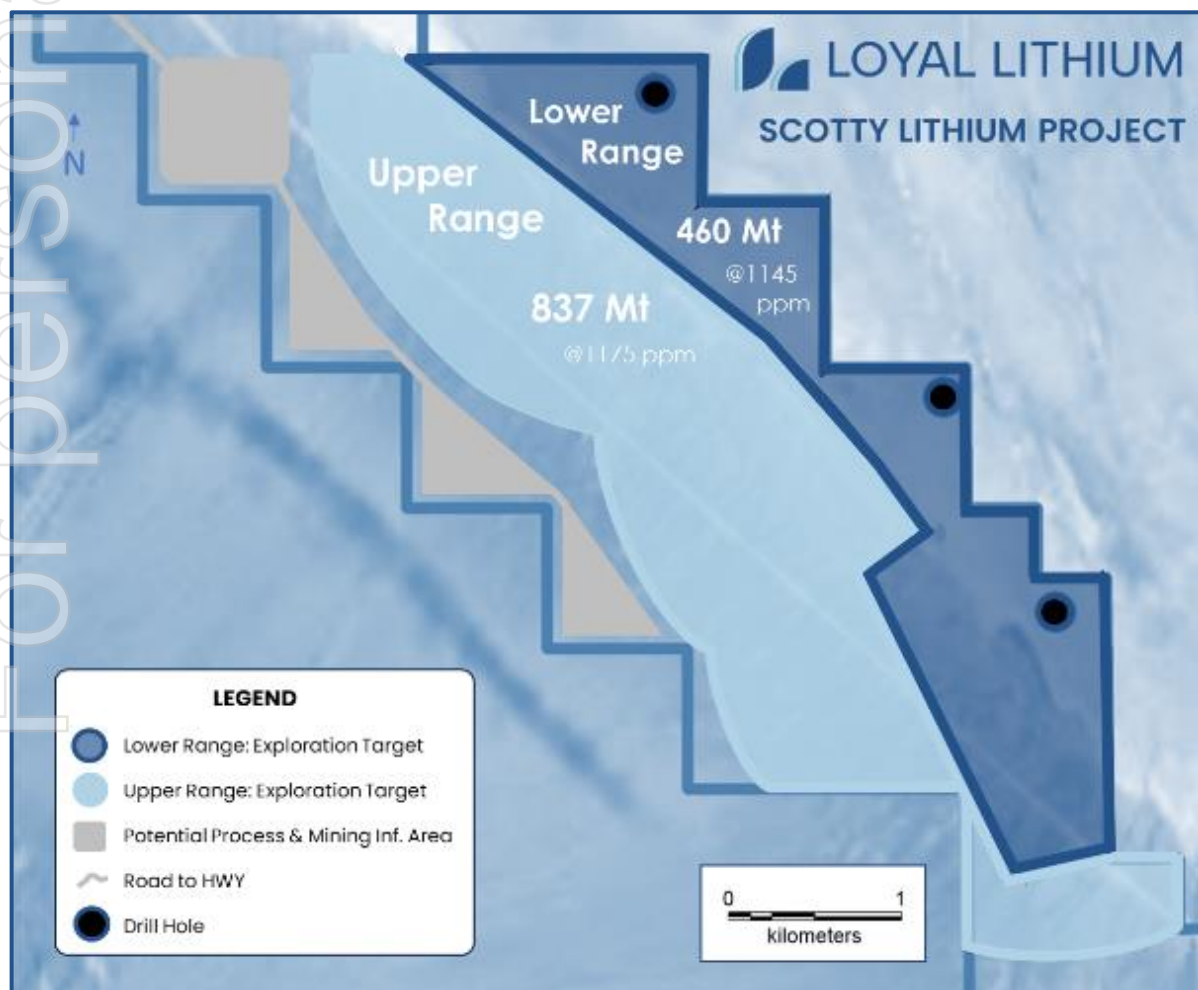 For persona
LOYAL LITHIUM
SCOTTY LITHIUM PROJECT
N
Lower
Range
Upper
Range
460 Mt
@1145
ppm
837 Mt
@1175 ppm
LEGEND
Lower Range: Exploration Target
Upper Range: Exploration Target
Potential Process & Mining Inf. Area
Road to HWY
Drill Hole
0 1
kilometers